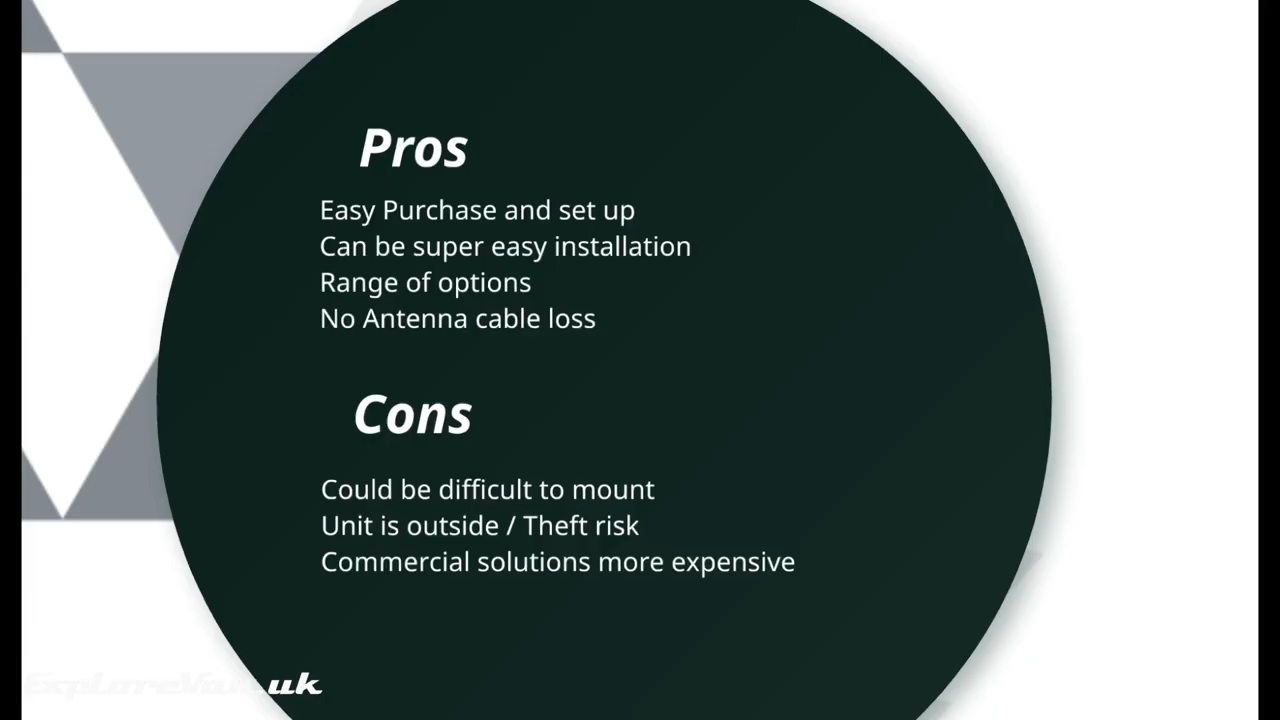 Pros
Easy Purchase and set up
Can be super easy installation
Range of options
No Antenna cable loss
Cons
Could be difficult to mount
Unit is outside / Theft risk
Commercial solutions more expensive
ExploreVan.uk